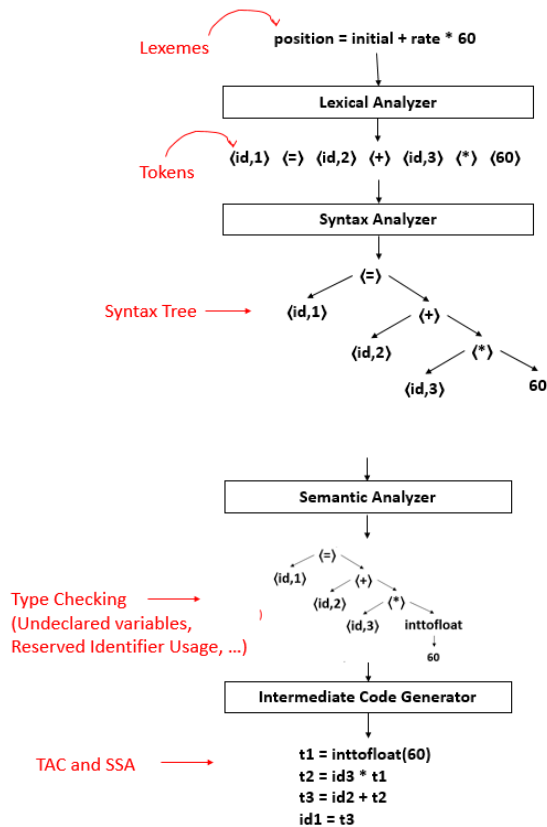 Lexemes
position = initial + rate * 60
Lexical Analyzer
⟨id,1⟩ ⟨=⟩ ⟨id,2⟩ ⟨+⟩ ⟨id,3⟩ ⟨*⟩ ⟨60⟩
Tokens
Syntax Analyzer
⟨=⟩
Syntax Tree
⟨id,1⟩
⟨+⟩
⟨id,2⟩
⟨*⟩
⟨id,3⟩
60
Semantic Analyzer
⟨=⟩
⟨id,1⟩
⟨+⟩
Type Checking
(Undeclared variables,
Reserved Identifier Usage, …)
)
⟨id,2⟩
⟨*⟩
⟨id,3⟩
inttofloat
60
Intermediate Code Generator
TAC and SSA
t1 = inttofloat(60)
t2 = id3 * t1
t3 = id2 + t2
id1 = t3